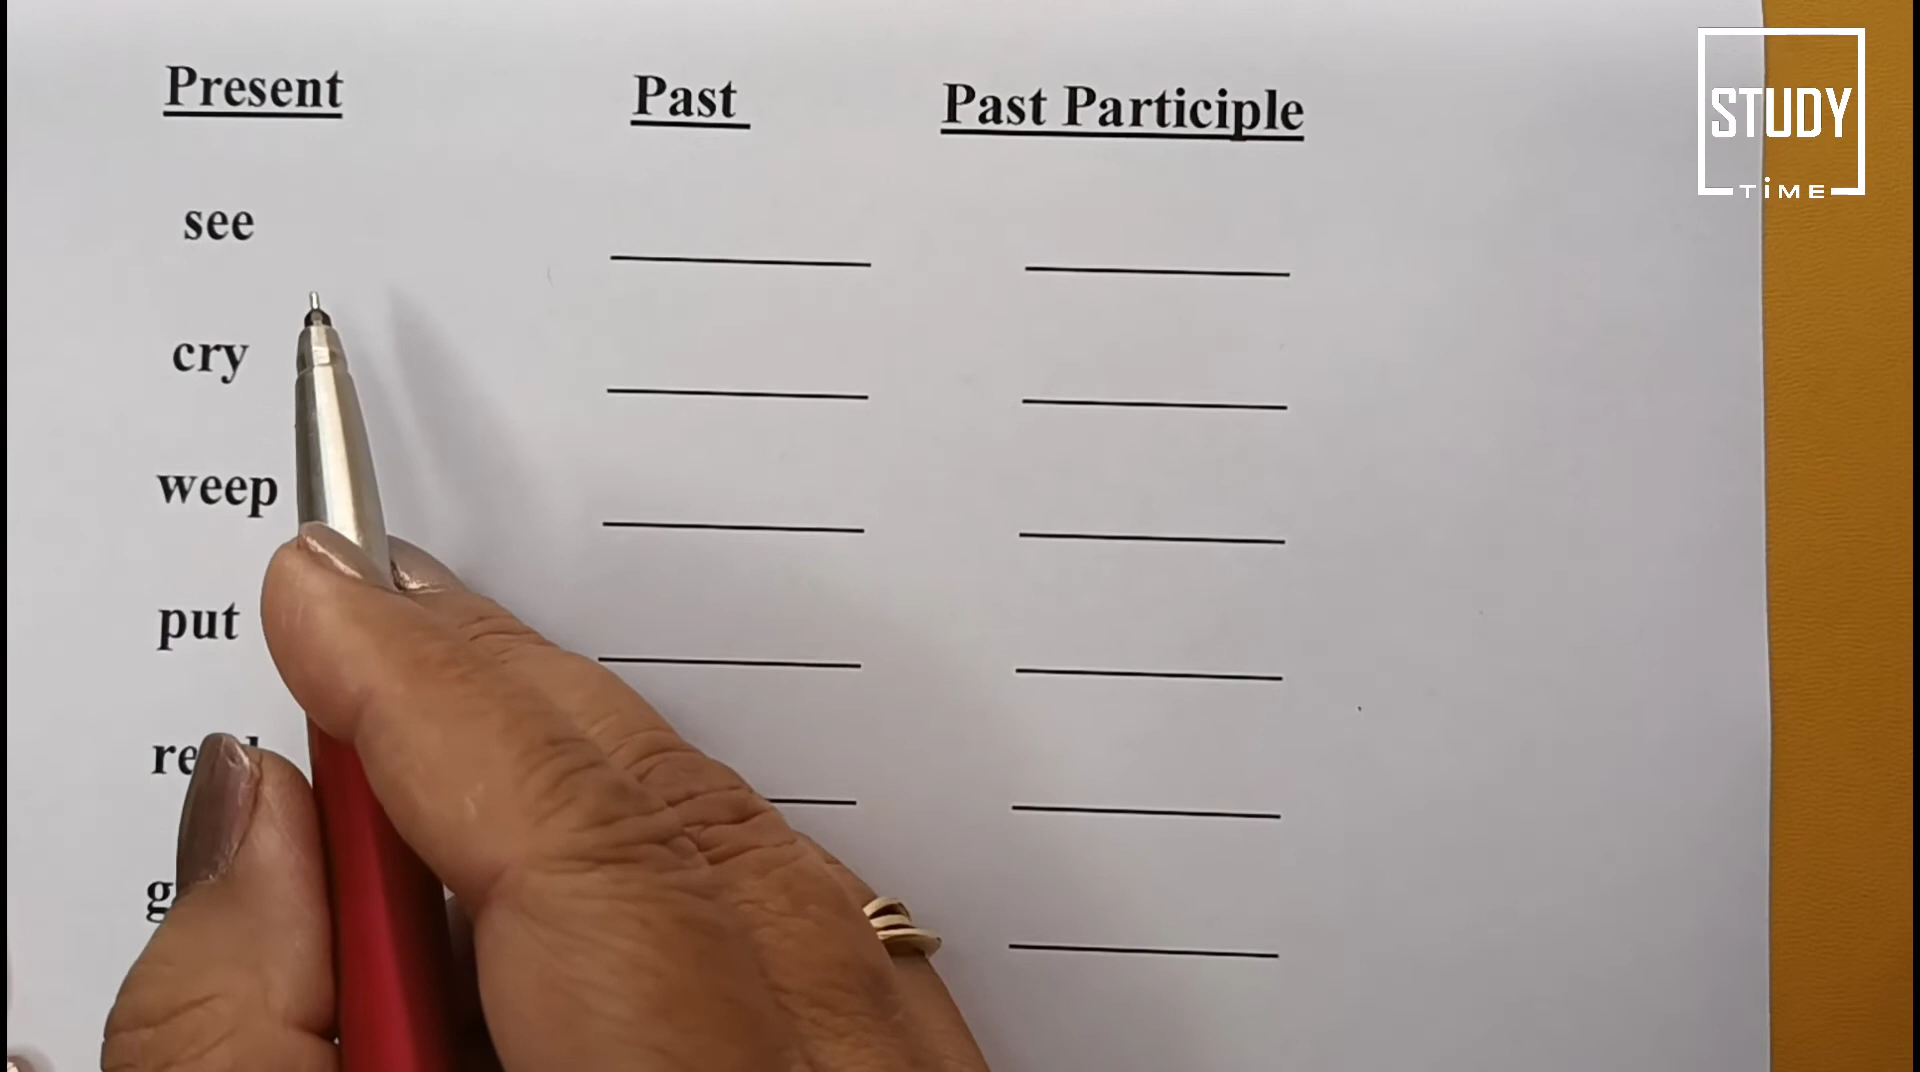 Present Past Past Participle
see
cry
weep
put
STUDY
TiME